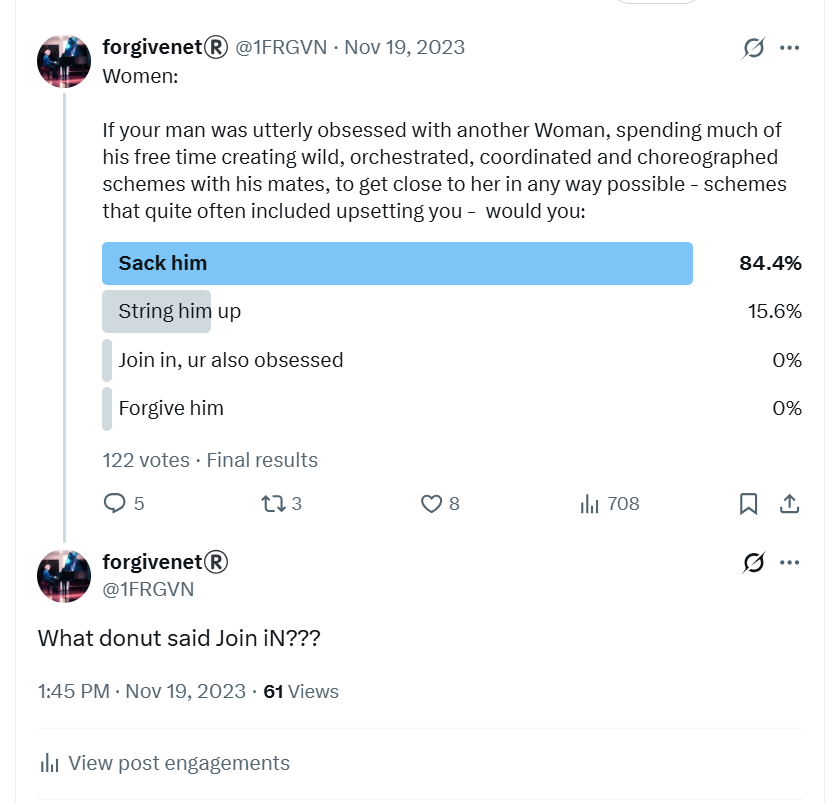 forgivenet® @1FRGVN · Nov 19, 2023
Women:
If your man was utterly obsessed with another Woman, spending much of
his free time creating wild, orchestrated, coordinated and choreographed
schemes with his mates, to get close to her in any way possible - schemes
that quite often included upsetting you -  would you:
Sack him 84.4%
String him up 15.6%
Join in, ur also obsessed 0%
Forgive him 0%
122 votes · Final results
5 3 8 708
forgivenet®
@1FRGVN
What donut said Join iN???
1:45 PM · Nov 19, 2023 · 61 Views
View post engagements